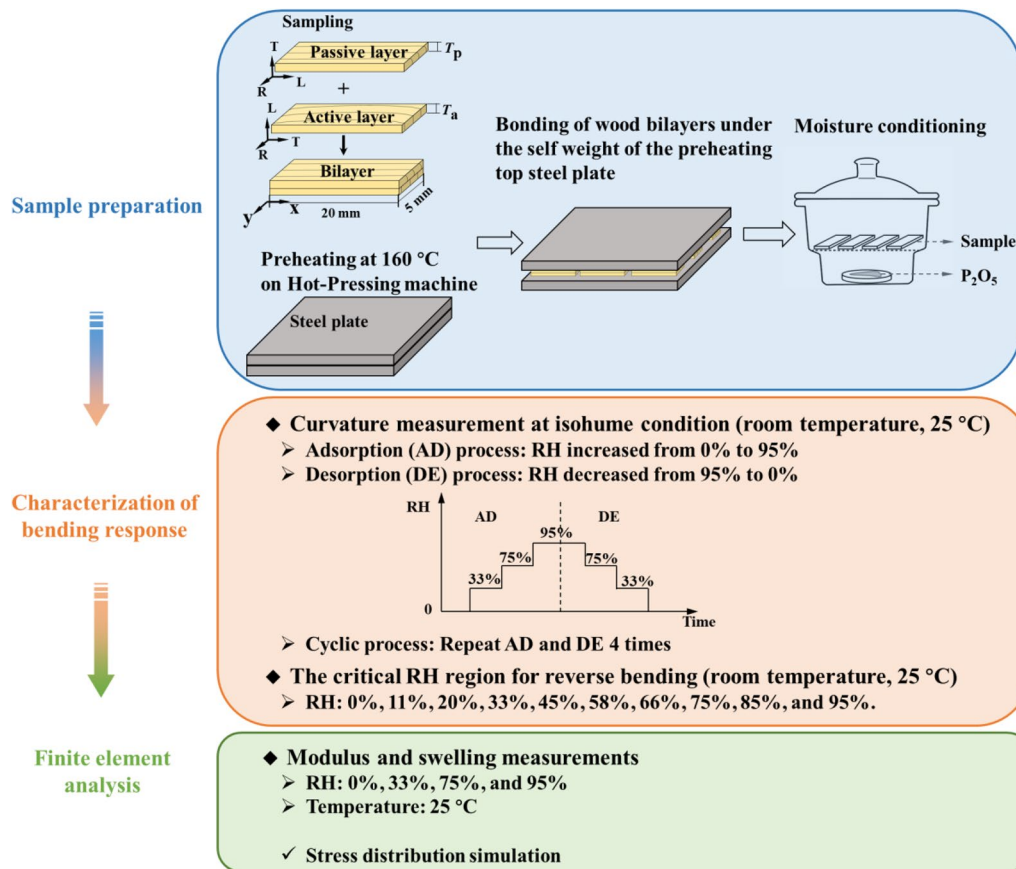 Sample preparation
Sampling
T
R
L
Passive layer
Tp
+
L
R
T
Active layer
Ta
Bilayer
y
x
20 mm
5 mm
Preheating at 160 °C
on Hot-Pressing machine
Steel plate
Bonding of wood bilayers under
the self weight of the preheating
top steel plate
Moisture conditioning
Sample
P₂O₅
Characterization of
bending response
◆ Curvature measurement at isohume condition (room temperature, 25 °C)
➢ Adsorption (AD) process: RH increased from 0% to 95%
➢ Desorption (DE) process: RH decreased from 95% to 0%
RH
AD
DE
95%
75%
75%
33%
33%
0
Time
➢ Cyclic process: Repeat AD and DE 4 times
◆ The critical RH region for reverse bending (room temperature, 25 °C)
➢ RH: 0%, 11%, 20%, 33%, 45%, 58%, 66%, 75%, 85%, and 95%.
Finite element
analysis
◆ Modulus and swelling measurements
➢ RH: 0%, 33%, 75%, and 95%
➢ Temperature: 25 °C
✓ Stress distribution simulation